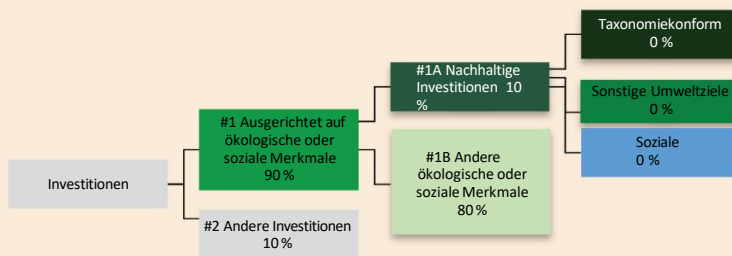 Investitionen
#1 Ausgerichtet auf
ökologische oder
soziale Merkmale
90 %
#2 Andere Investitionen
10 %
#1A Nachhaltige
Investitionen 10
%
#1B Andere
ökologische oder
soziale Merkmale
80 %
Taxonomiekonform
0 %
Sonstige Umweltziele
0 %
Soziale
0 %